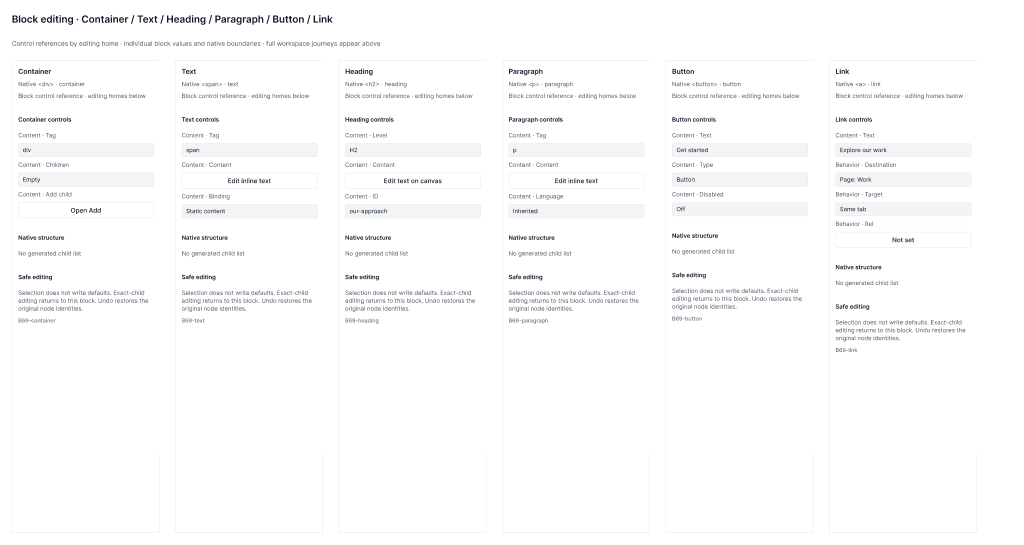 Block editing · Container / Text / Heading / Paragraph / Button / Link
Control references by editing home · individual block values and native boundaries · full workspace journeys appear above
Container
Native <div> · container
Block control reference · editing homes below
Container controls
Content · Tag
div
Content · Children
Empty
Content · Add child
Open Add
Native structure
No generated child list
Safe editing
Selection does not write defaults. Exact-child
editing returns to this block. Undo restores the
original node identities.
B69-container
Text
Native <span> · text
Block control reference · editing homes below
Text controls
Content · Tag
span
Content · Content
Edit inline text
Content · Binding
Static content
Native structure
No generated child list
Safe editing
Selection does not write defaults. Exact-child
editing returns to this block. Undo restores the
original node identities.
B69-text
Heading
Native <h2> · heading
Block control reference · editing homes below
Heading controls
Content · Level
H2
Content · Content
Edit text on canvas
Content · ID
our-approach
Native structure
No generated child list
Safe editing
Selection does not write defaults. Exact-child
editing returns to this block. Undo restores the
original node identities.
B69-heading
Paragraph
Native <p> · paragraph
Block control reference · editing homes below
Paragraph controls
Content · Tag
p
Content · Content
Edit inline text
Content · Language
Inherited
Native structure
No generated child list
Safe editing
Selection does not write defaults. Exact-child
editing returns to this block. Undo restores the
original node identities.
B69-paragraph
Button
Native <button> · button
Block control reference · editing homes below
Button controls
Content · Text
Get started
Content · Type
Button
Content · Disabled
Off
Native structure
No generated child list
Safe editing
Selection does not write defaults. Exact-child
editing returns to this block. Undo restores the
original node identities.
B69-button
Link
Native <a> · link
Block control reference · editing homes below
Link controls
Content · Text
Explore our work
Behavior · Destination
Page: Work
Behavior · Target
Same tab
Behavior · Rel
Not set
Native structure
No generated child list
Safe editing
Selection does not write defaults. Exact-child
editing returns to this block. Undo restores the
original node identities.
B69-link